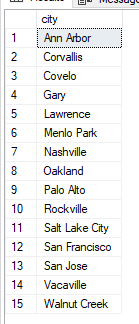 Message
city
1 Ann Arbor
2 Corvallis
3 Covelo
4 Gary
5 Lawrence
6 Menlo Park
7 Nashville
8 Oakland
9 Palo Alto
10 Rockville
11 Salt Lake City
12 San Francisco
13 San Jose
14 Vacaville
15 Walnut Creek